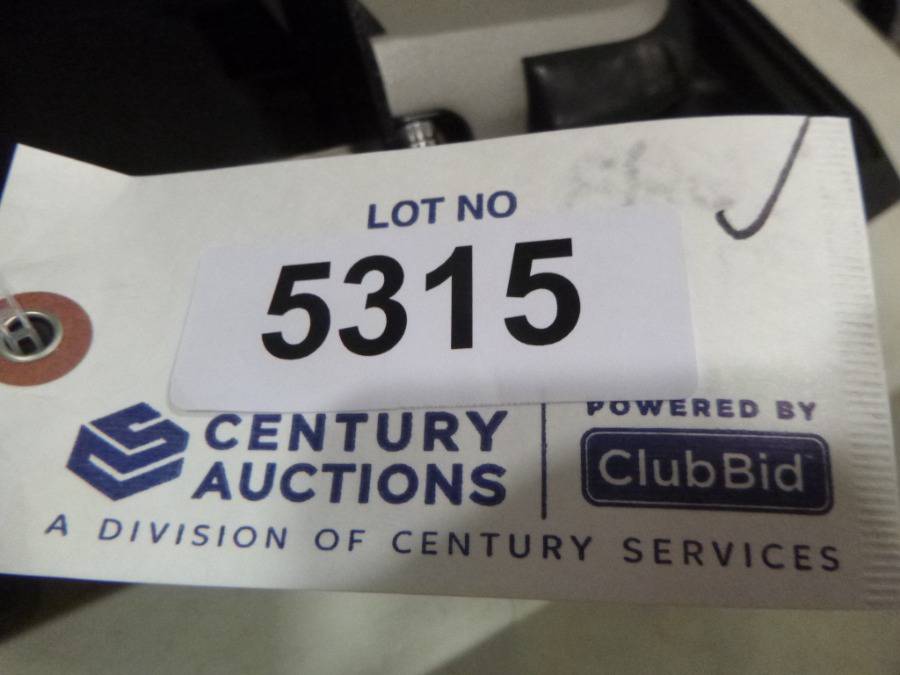 LOT NO
5315
CENTURY
AUCTIONS
POWERED BY
ClubBid
A DIVISION OF CENTURY SERVICES